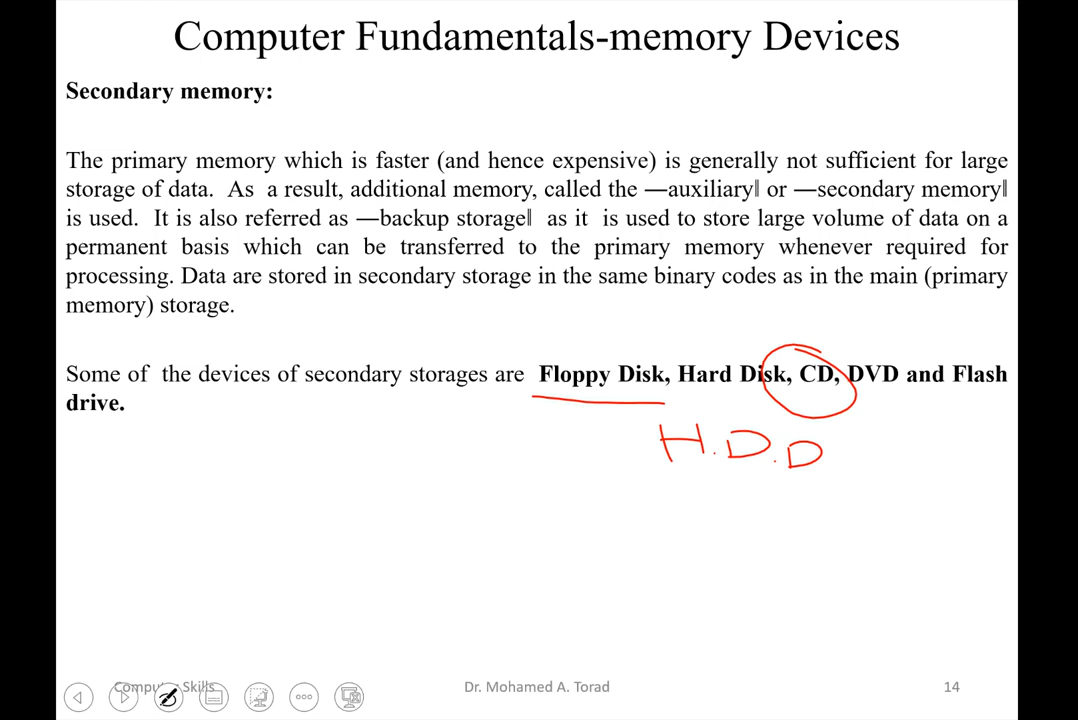 Computer Fundamentals-memory Devices
Secondary memory:
The primary memory which is faster (and hence expensive) is generally not sufficient for large
storage of data. As a result, additional memory, called the ―auxiliary‖ or ―secondary memory‖
is used. It is also referred as ―backup storage‖ as it is used to store large volume of data on a
permanent basis which can be transferred to the primary memory whenever required for
processing. Data are stored in secondary storage in the same binary codes as in the main (primary
memory) storage.
Some of the devices of secondary storages are Floppy Disk, Hard Disk, CD, DVD and Flash
drive.
H.D.D
Computer Skills
Dr. Mohamed A. Torad
14